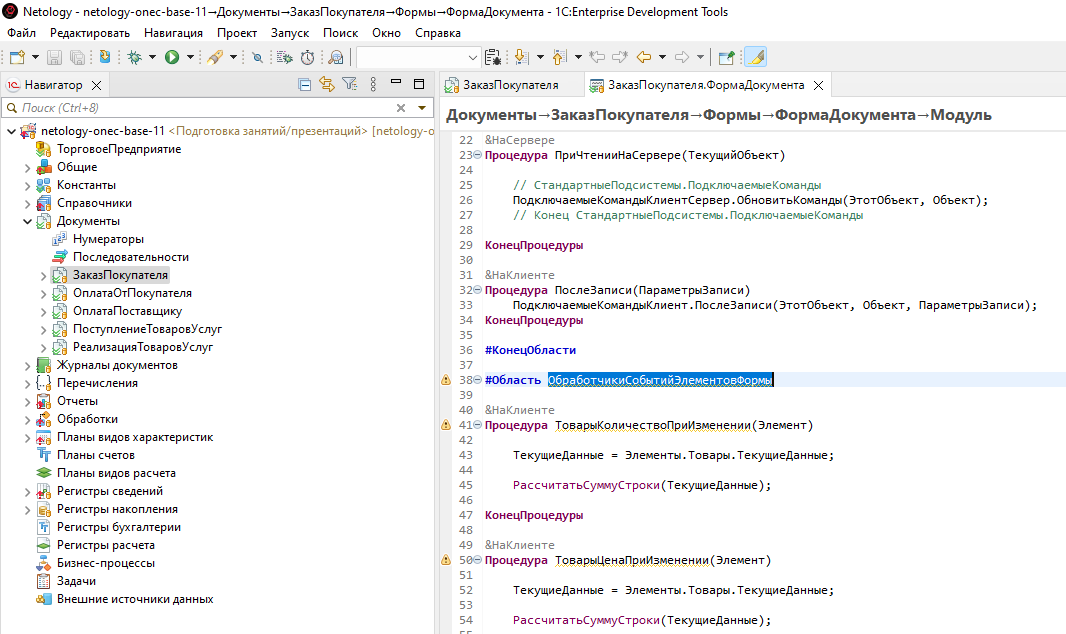 Netology - netology-onec-base-11→Документы→ЗаказПокупателя→Формы→ФормаДокумента - 1C:Enterprise Development Tools
Файл Редактировать Навигация Проект Запуск Поиск Окно Справка
Навигатор
Поиск (Ctrl+8)
netology-onec-base-11 <Подготовка занятий/презентаций> [netology-o
ТорговоеПредприятие
Общие
Константы
Справочники
Документы
Нумераторы
Последовательности
ЗаказПокупателя
ОплатаОтПокупателя
ОплатаПоставщику
ПоступлениеТоваровУслуг
РеализацияТоваровУслуг
Журналы документов
Перечисления
Отчеты
Обработки
Планы видов характеристик
Планы счетов
Планы видов расчета
Регистры сведений
Регистры накопления
Регистры бухгалтерии
Регистры расчета
Бизнес-процессы
Задачи
Внешние источники данных
ЗаказПокупателя
ЗаказПокупателя.ФормаДокумента
Документы→ЗаказПокупателя→Формы→ФормаДокумента→Модуль
22 &НаСервере
23 Процедура ПриЧтенииНаСервере(ТекущийОбъект)
24
25 // СтандартныеПодсистемы.ПодключаемыеКоманды
26 ПодключаемыеКомандыКлиентСервер.ОбновитьКоманды(ЭтотОбъект, Объект);
27 // Конец СтандартныеПодсистемы.ПодключаемыеКоманды
28
29 КонецПроцедуры
30
31 &НаКлиенте
32 Процедура ПослеЗаписи(ПараметрыЗаписи)
33 ПодключаемыеКомандыКлиент.ПослеЗаписи(ЭтотОбъект, Объект, ПараметрыЗаписи);
34 КонецПроцедуры
35
36 #КонецОбласти
37
38 #Область ОбработчикиСобытийЭлементовФормы
39
40 &НаКлиенте
41 Процедура ТоварыКоличествоПриИзменении(Элемент)
42
43 ТекущиеДанные = Элементы.Товары.ТекущиеДанные;
44
45 РассчитатьСуммуСтроки(ТекущиеДанные);
46
47 КонецПроцедуры
48
49 &НаКлиенте
50 Процедура ТоварыЦенаПриИзменении(Элемент)
51
52 ТекущиеДанные = Элементы.Товары.ТекущиеДанные;
53
54 РассчитатьСуммуСтроки(ТекущиеДанные);